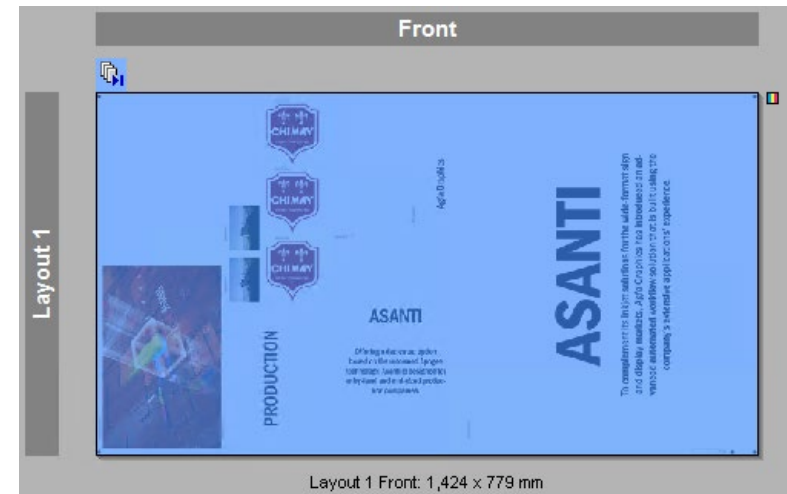 Front
Layout 1
CHIMAY
CHIMAY
CHIMAY
PRODUCTION
ASANTI
Agfa Graphics
ASANTI
To complement its inkjet solutions for the wide-format sign
and display markets, Agfa Graphics has introduced an ad-
vanced automated workflow solution that is built using the
company's extensive applications' experience.
Layout 1 Front: 1,424 x 779 mm